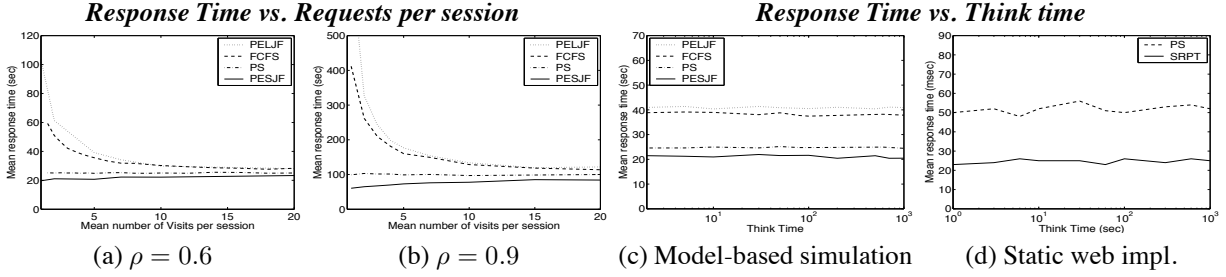 Response Time vs. Requests per session
Response Time vs. Think time
Mean response time (sec)
120
100
80
60
40
20
0
5
10
15
20
PELJF
FCFS
PS
PESJF
Mean number of Visits per session
(a) ρ = 0.6
Mean response time (sec)
500
400
300
200
100
0
5
10
15
20
PELJF
FCFS
PS
PESJF
Mean number of visits per session
(b) ρ = 0.9
Mean response time (sec)
70
60
50
40
30
20
10
0
10^1
10^2
10^3
PELJF
FCFS
PS
PESJF
Think Time
(c) Model-based simulation
Mean response time (msec)
90
80
70
60
50
40
30
20
10
0
10^0
10^1
10^2
10^3
PS
SRPT
Think Time (sec)
(d) Static web impl.